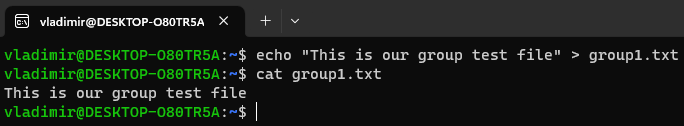 vladimir@DESKTOP-O80TR5A
vladimir@DESKTOP-O80TR5A:~$ echo "This is our group test file" > group1.txt
vladimir@DESKTOP-O80TR5A:~$ cat group1.txt
This is our group test file
vladimir@DESKTOP-O80TR5A:~$